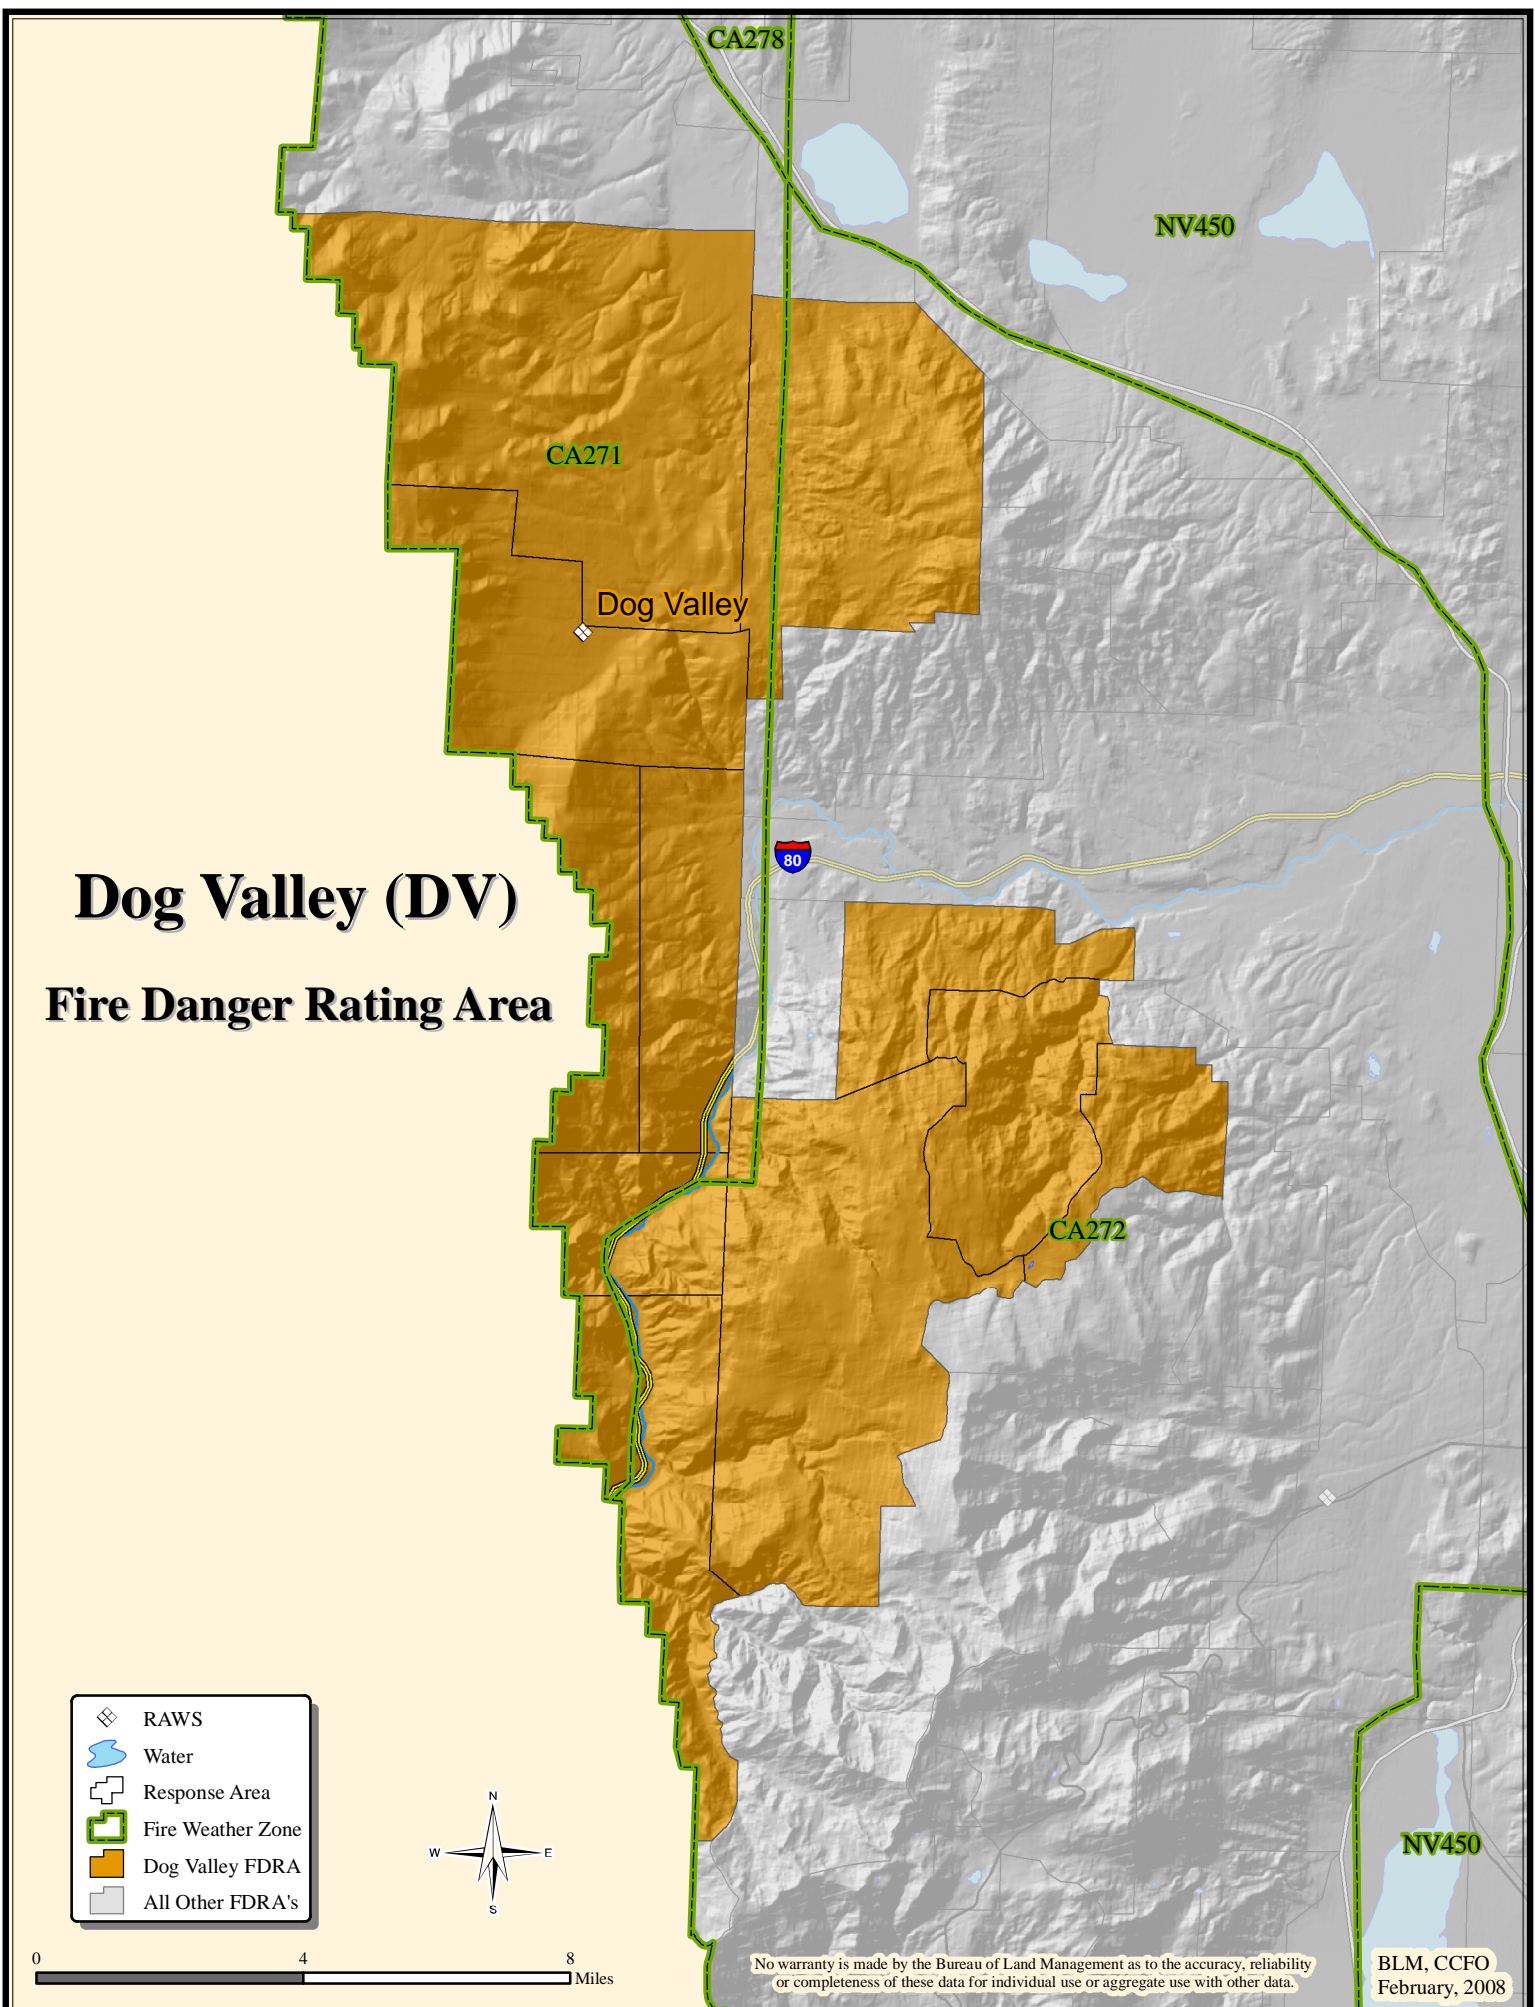 CA278
NV450
CA271
Dog Valley
80
Dog Valley (DV)
Fire Danger Rating Area
CA272
RAWS
Water
Response Area
Fire Weather Zone
Dog Valley FDRA
All Other FDRA's
N
W
E
S
NV450
0 4 8
Miles
No warranty is made by the Bureau of Land Management as to the accuracy, reliability
or completeness of these data for individual use or aggregate use with other data.
BLM, CCFO
February, 2008